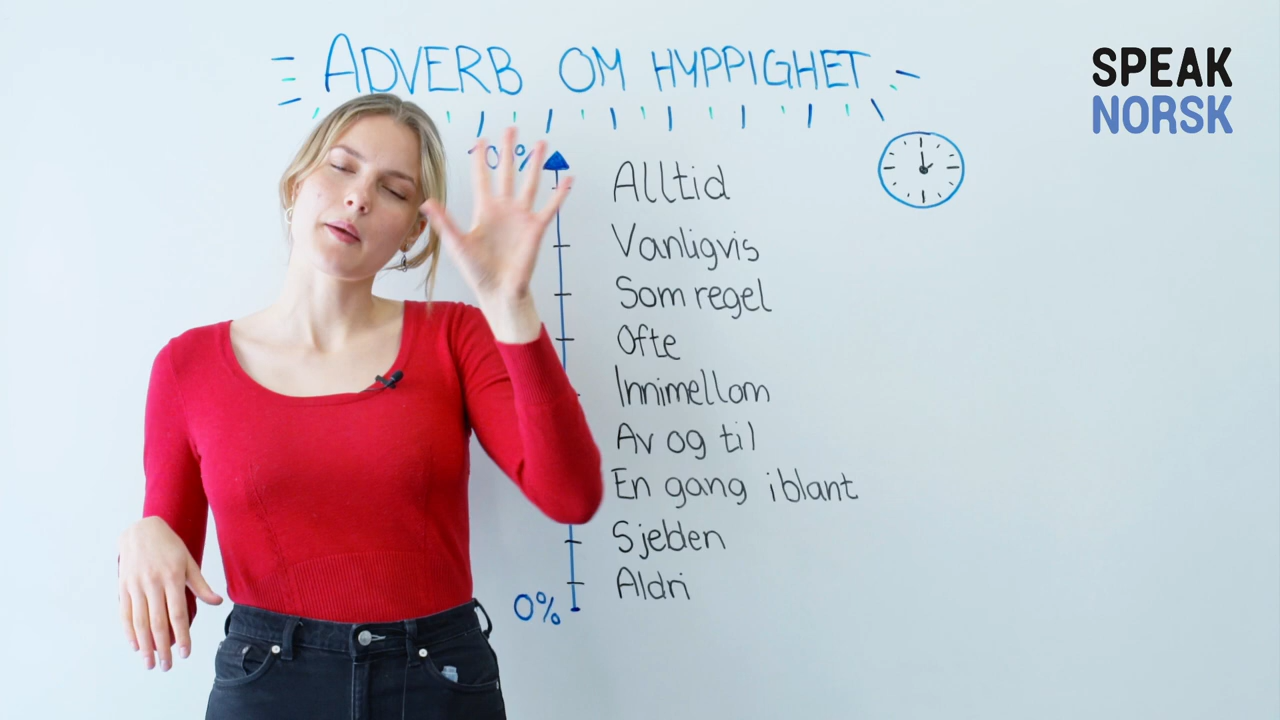 ADVERB OM HYPPIGHET
SPEAK
NORSK
Alltid
Vanligvis
Som regel
Ofte
Innimellom
Av og til
En gang iblant
Sjelden
Aldri
0%